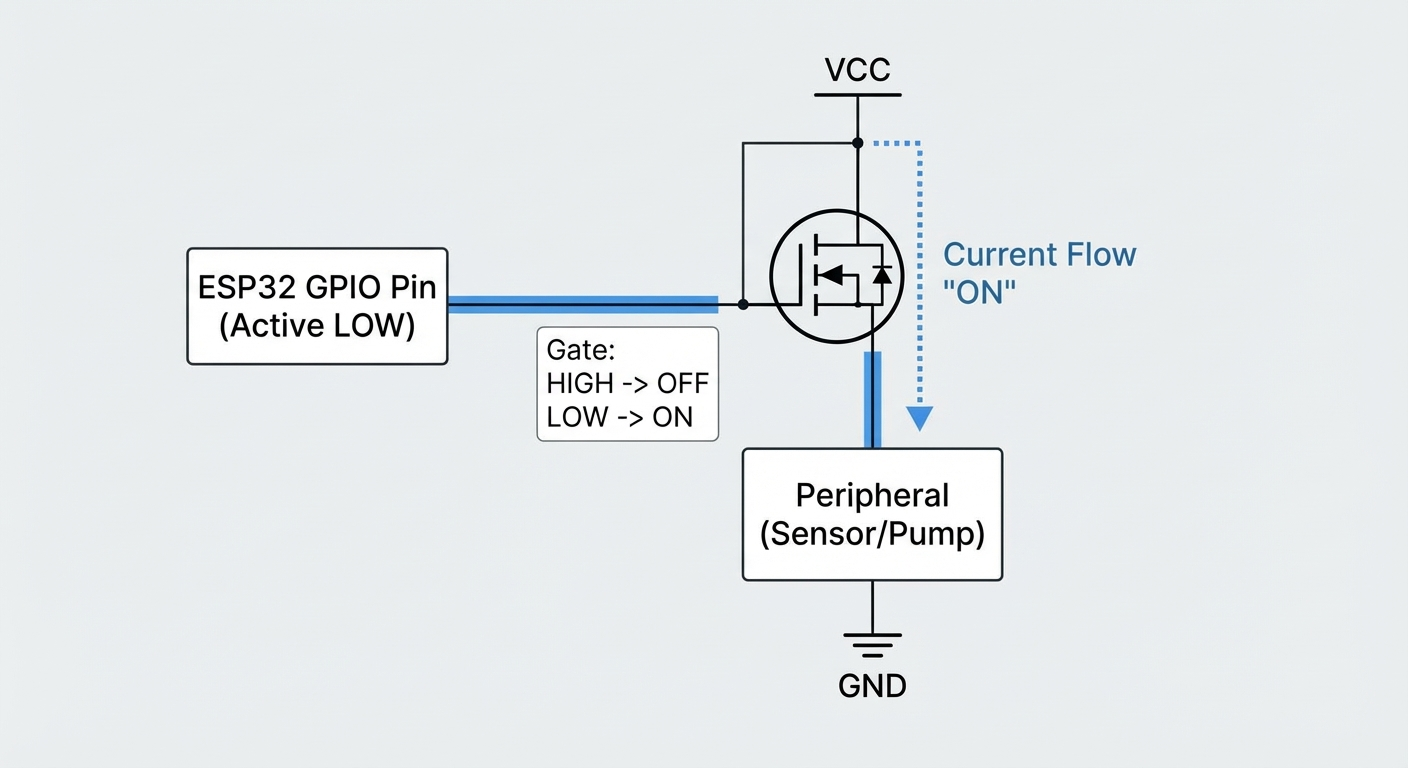 VCC
ESP32 GPIO Pin
(Active LOW)
Current Flow
"ON"
Gate:
HIGH -> OFF
LOW -> ON
Peripheral
(Sensor/Pump)
GND